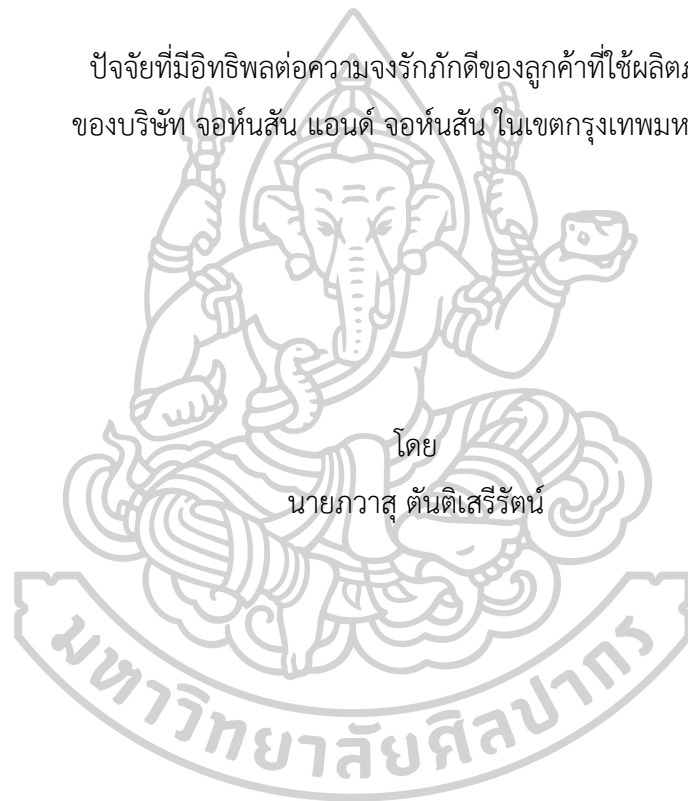 ปัจจัยที่มีอิทธิพลต่อความจงรักภักดีของลูกค้าที่ใช้ผลิตภ
ของบริษัท จอห์นสัน แอนด์ จอห์นสัน ในเขตกรุงเทพมห
โดย
นายภวาสุ ตันติเสรีรัตน์
มหาวิทยาลัยศิลปากร